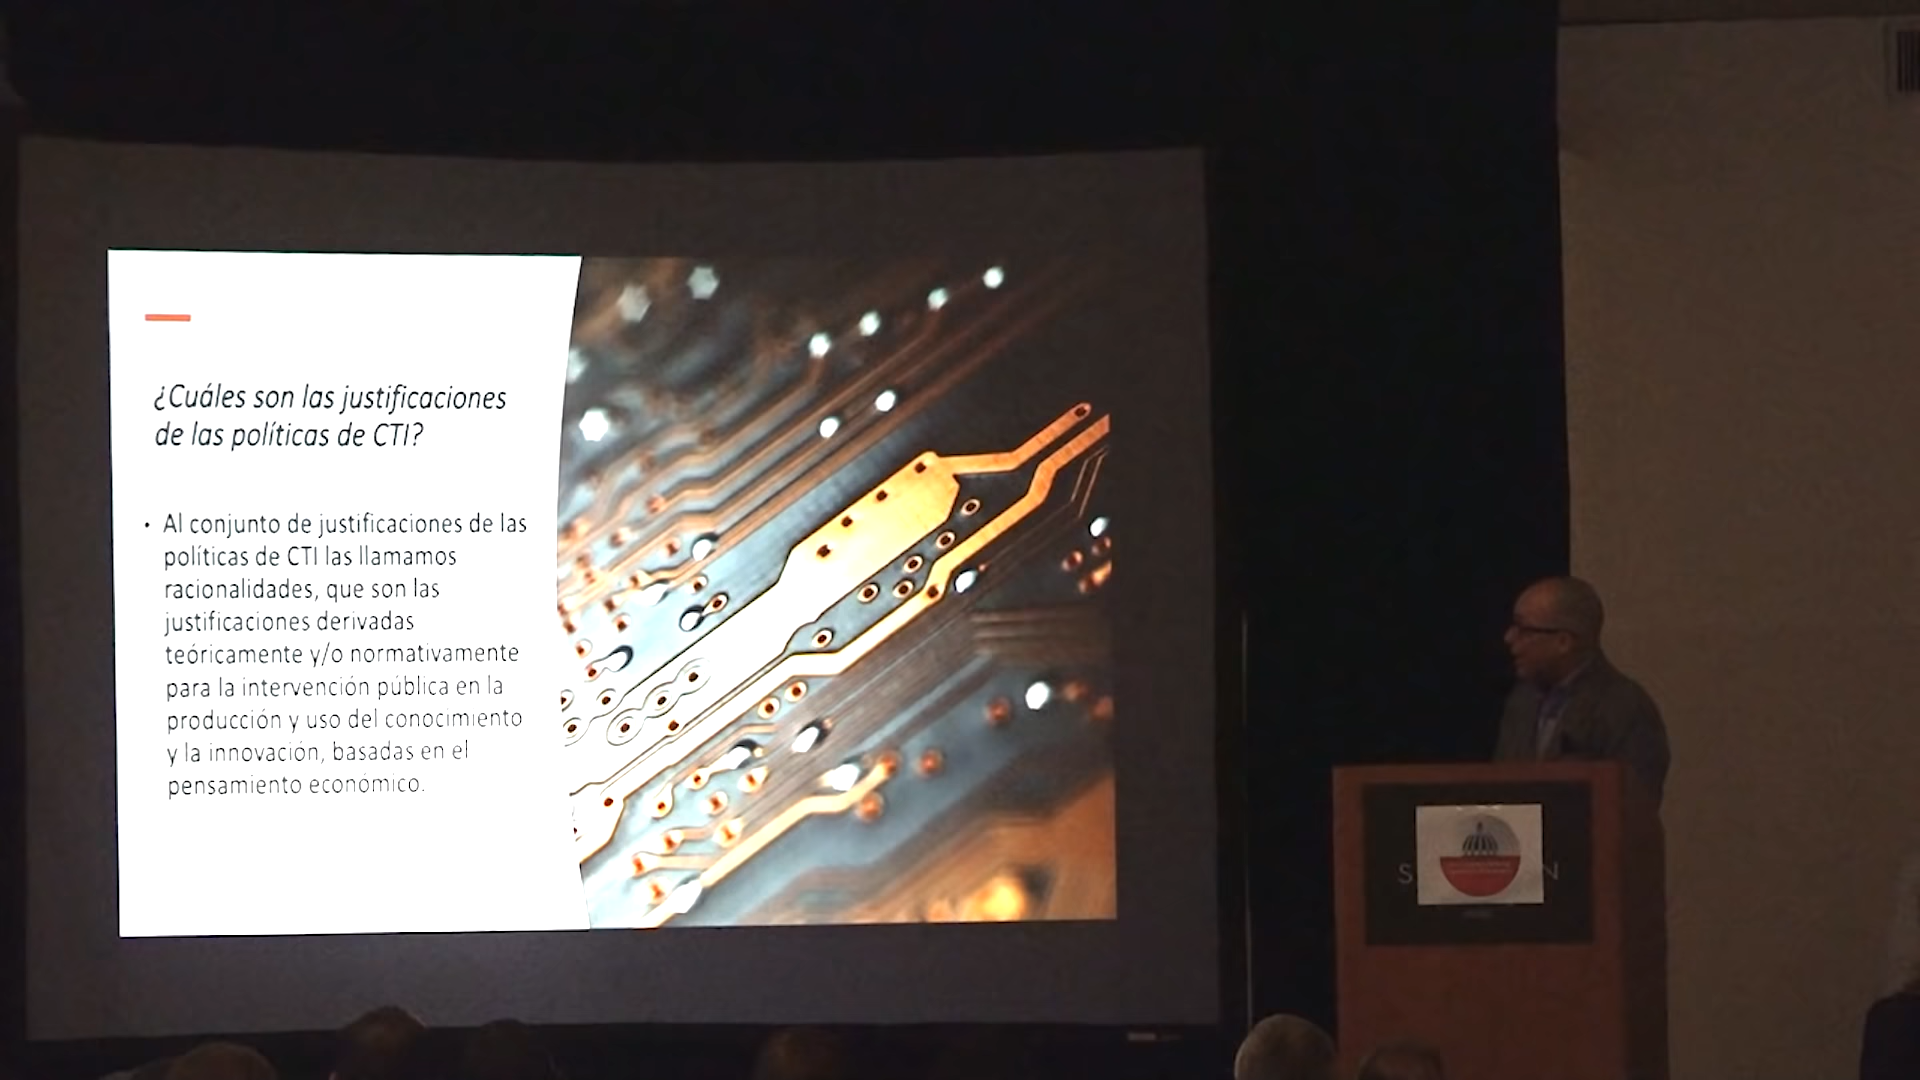 ¿Cuáles son las justificaciones
de las políticas de CTI?
• Al conjunto de justificaciones de las
políticas de CTI las llamamos
racionalidades, que son las
justificaciones derivadas
teóricamente y/o normativamente
para la intervención pública en la
producción y uso del conocimiento
y la innovación, basadas en el
pensamiento económico.
S N